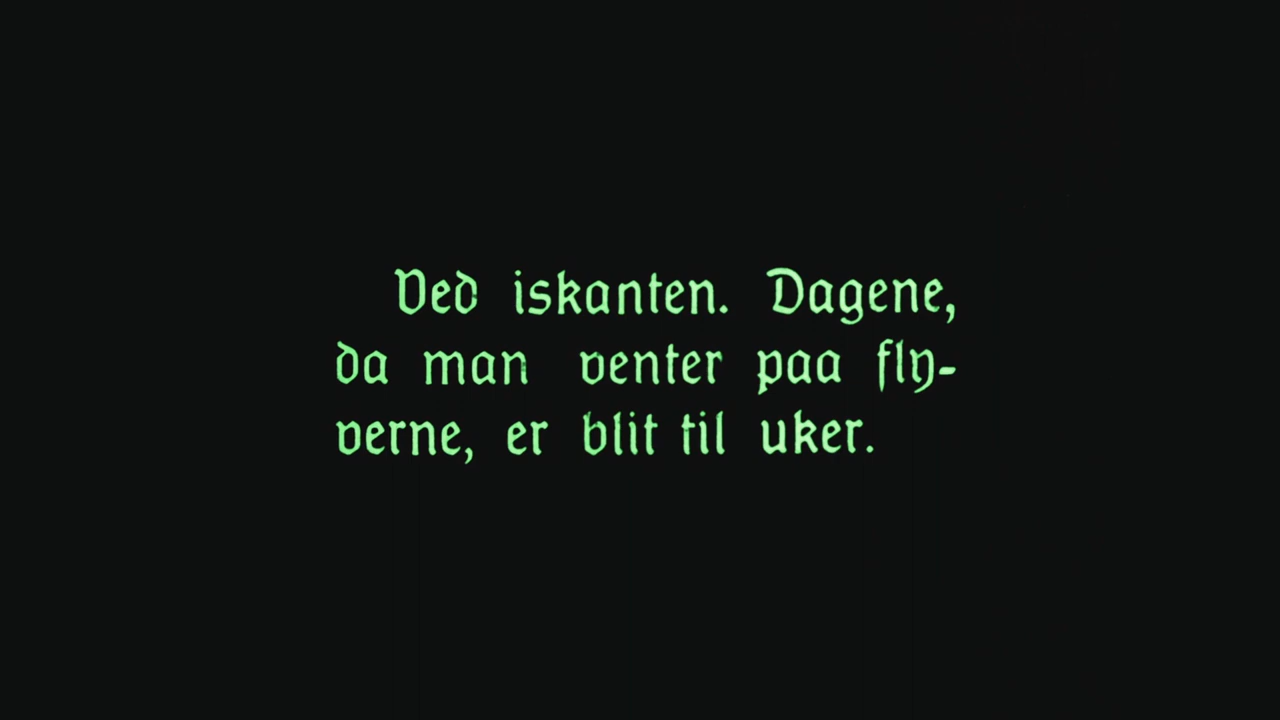 Ved iskanten. Dagene,
da man venter paa fly-
verne, er blit til uker.